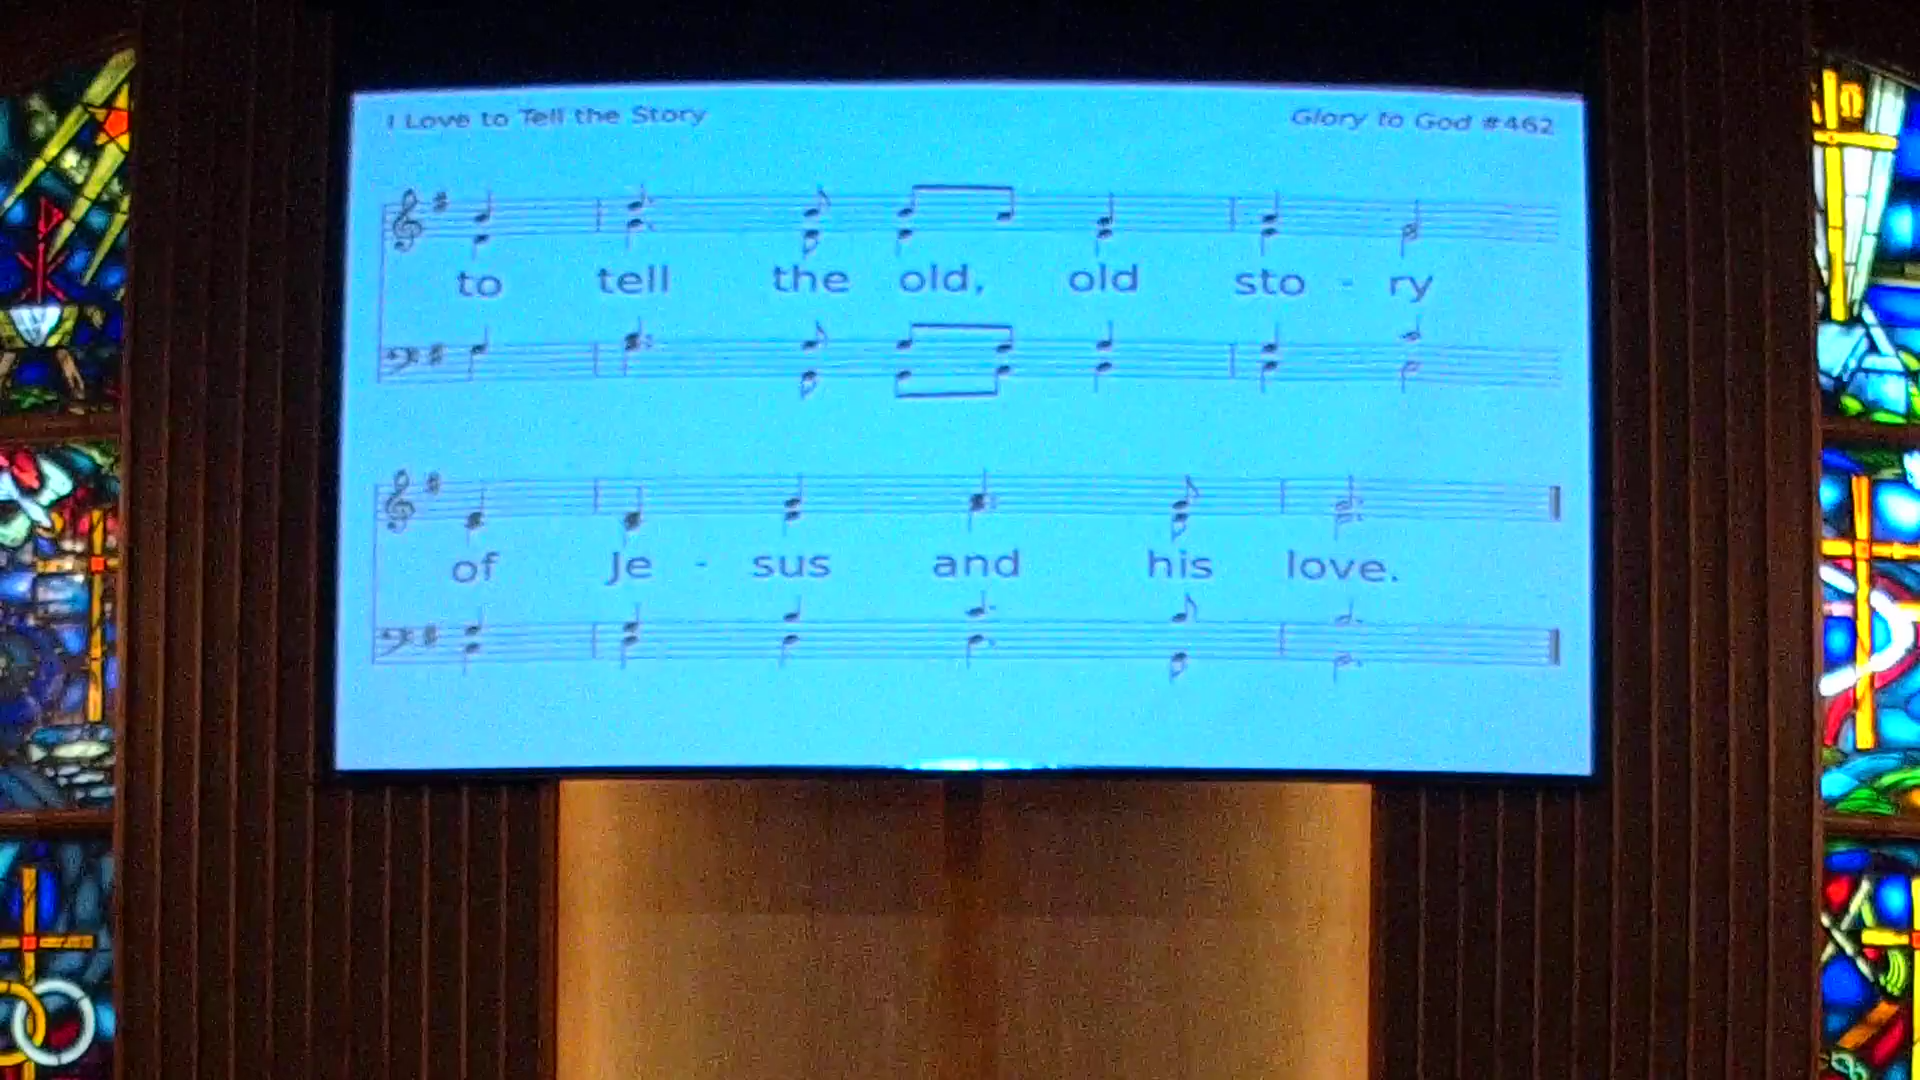 I Love to Tell the Story
Glory to God #462
to tell the old, old sto - ry
of Je - sus and his love.